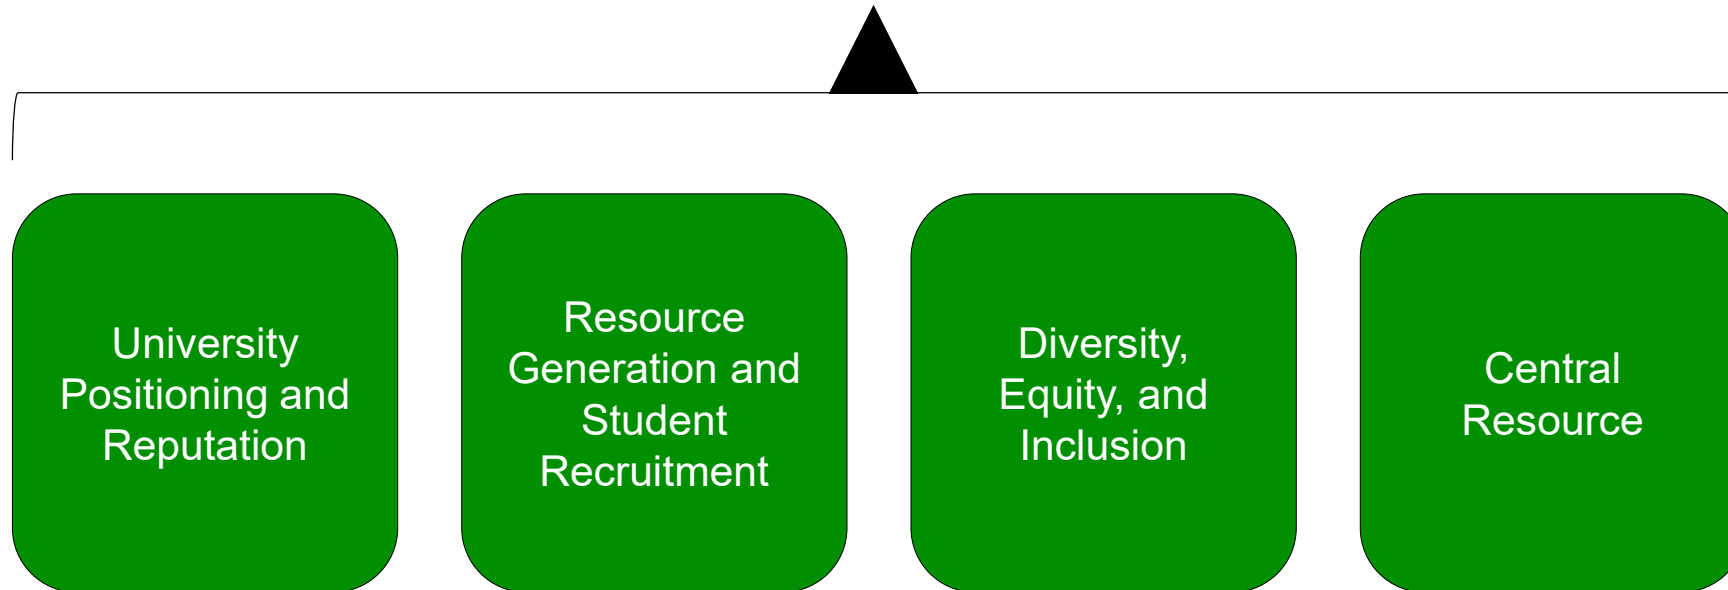 University
Positioning and
Reputation
Resource
Generation and
Student
Recruitment
Diversity,
Equity, and
Inclusion
Central
Resource